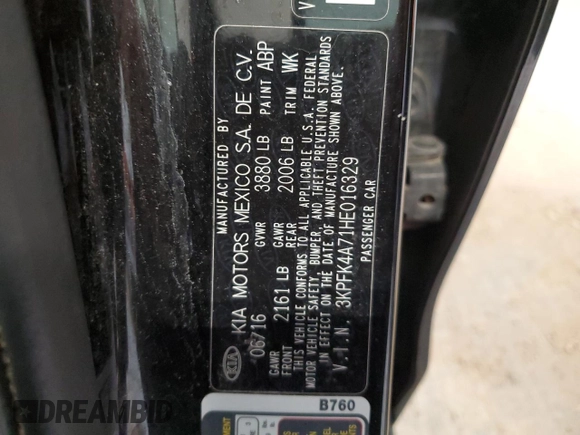 MANUFACTURED BY
KIA KIA MOTORS MEXICO S.A. DE C.V.
06/16 GVWR 3880 LB PAINT ABP
GAWR FRONT 2161 LB GAWR REAR 2006 LB TRIM WK
THIS VEHICLE CONFORMS TO ALL APPLICABLE U.S.A. FEDERAL
MOTOR VEHICLE SAFETY, BUMPER, AND THEFT PREVENTION STANDARDS
IN EFFECT ON THE DATE OF MANUFACTURE SHOWN ABOVE.
V.I.N. 3KPFK4A71HE016329
PASSENGER CAR
V
B760
DREAMBID